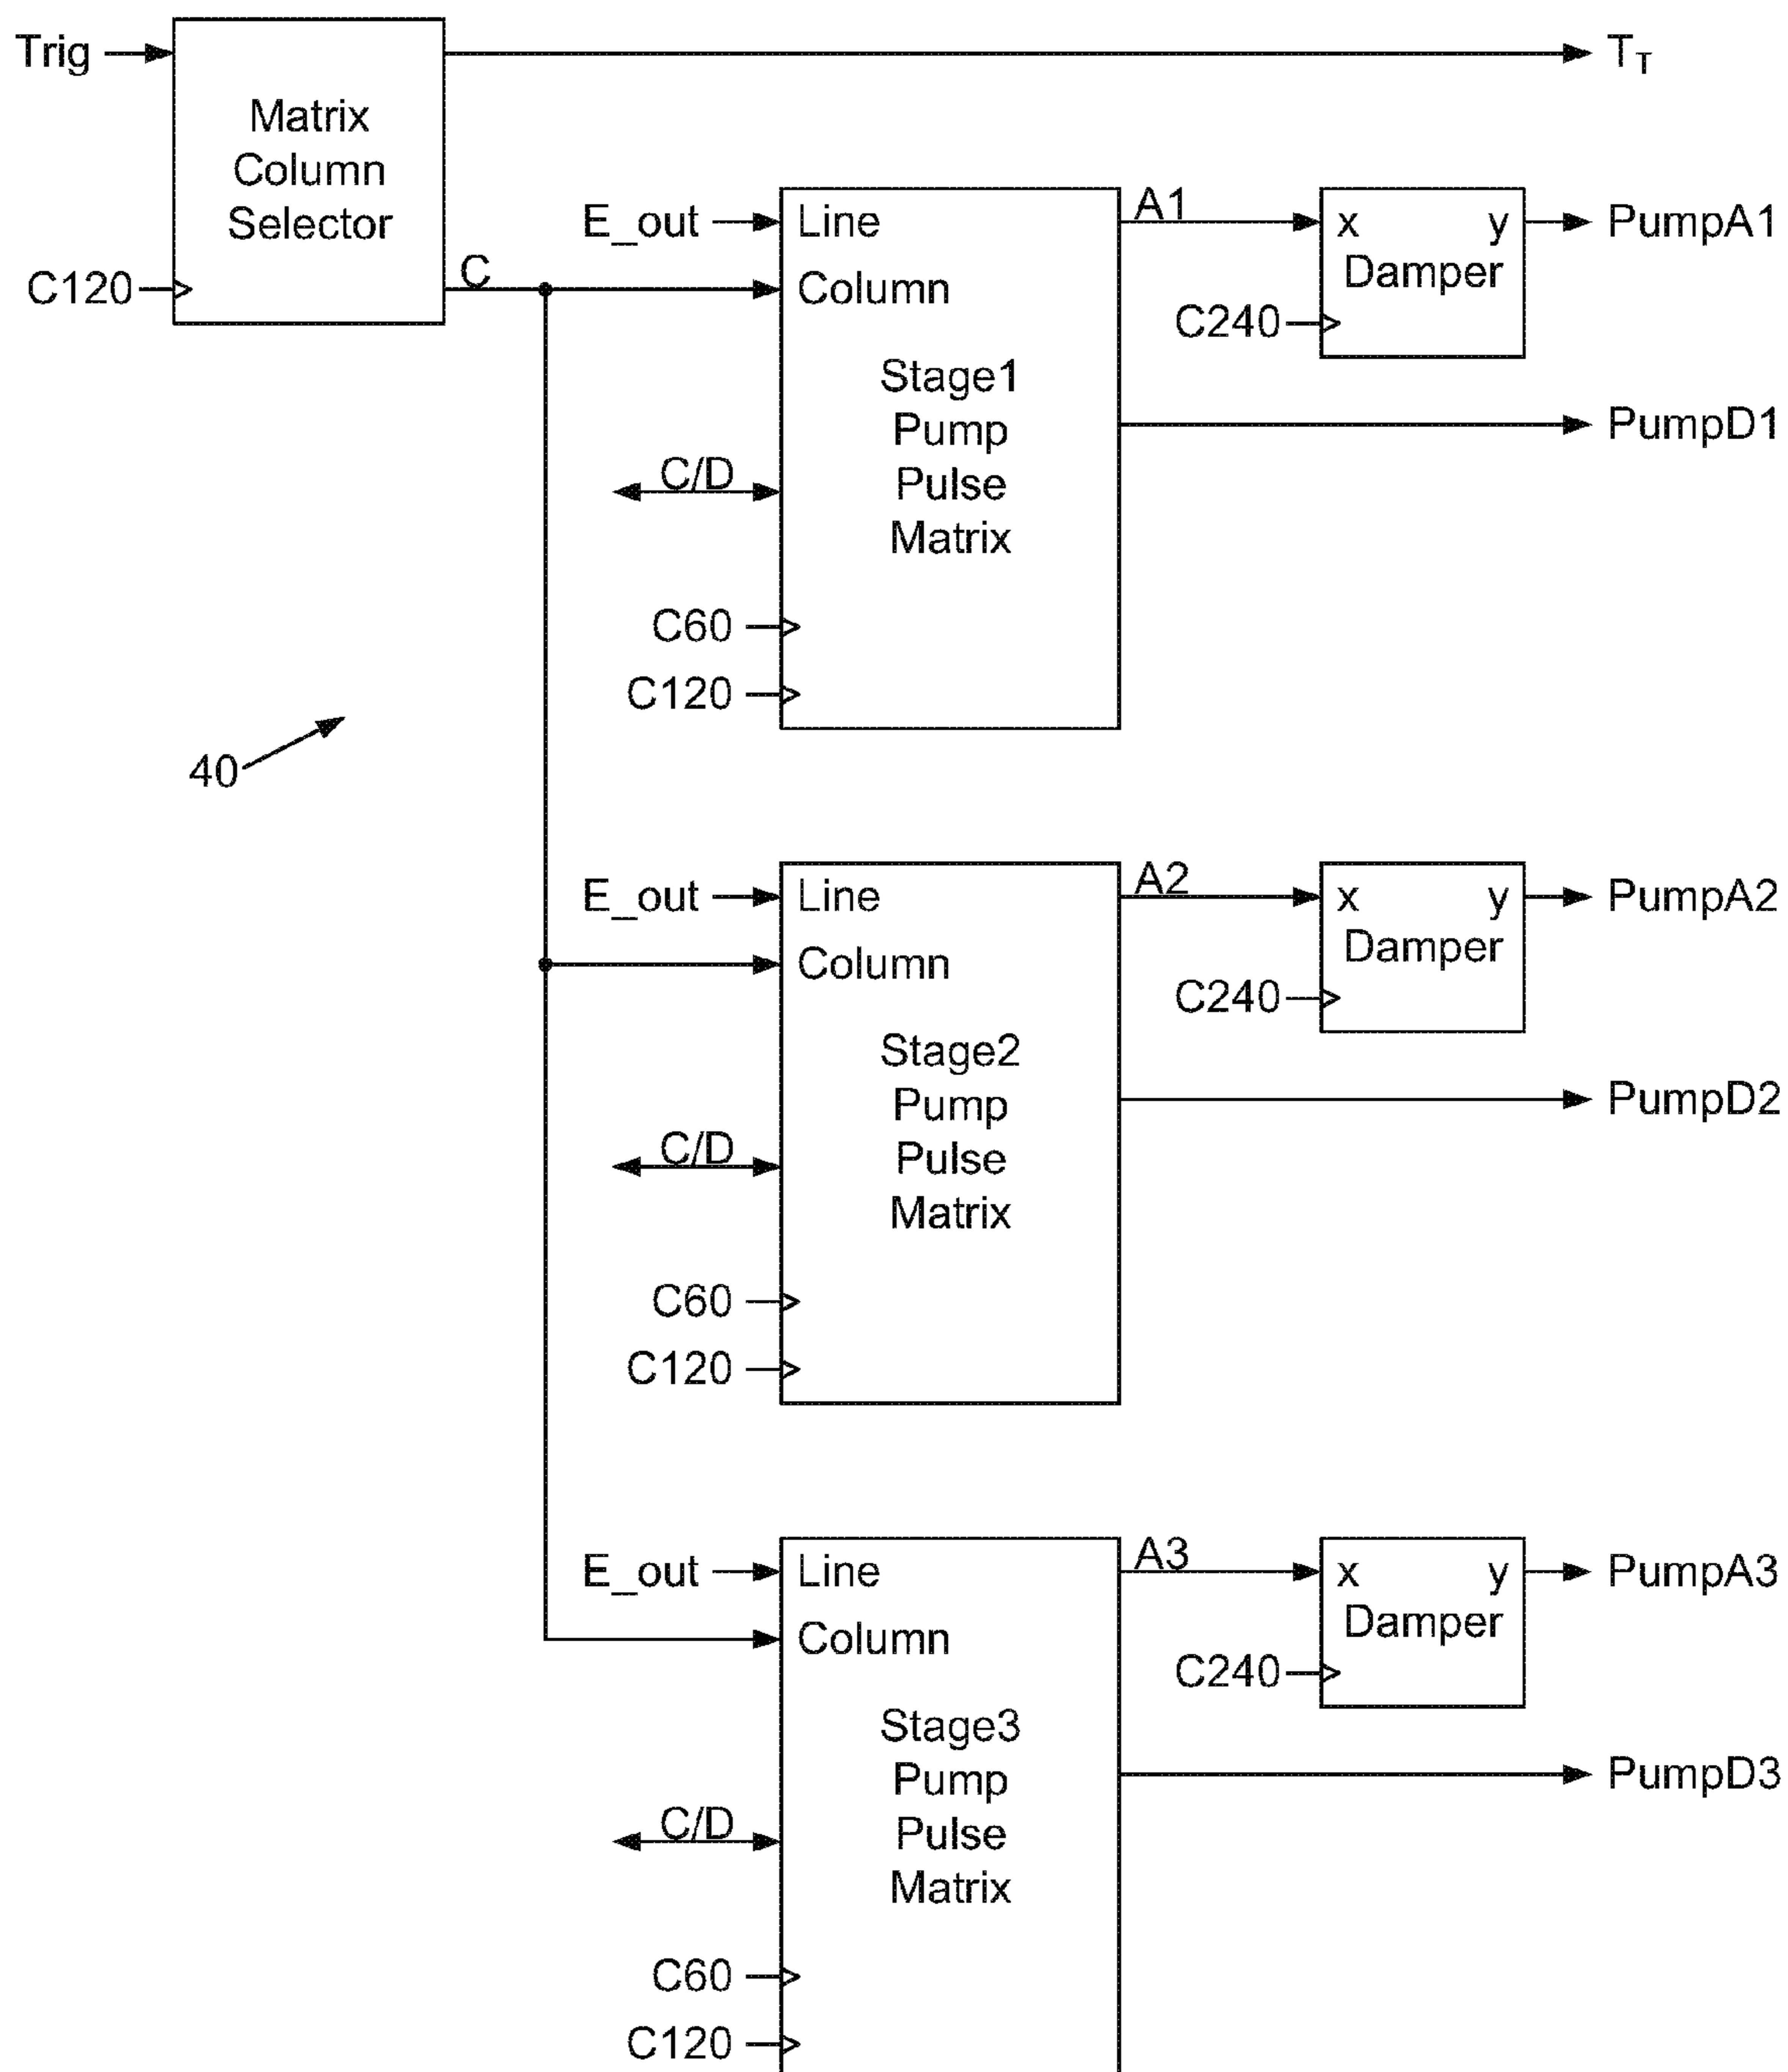 Trig
T_T
Matrix
Column
Selector
C120
C
E_out
Line
A1
x
y
PumpA1
Column
Damper
C240
Stage1
Pump
Pulse
Matrix
PumpD1
C/D
C60
C120
40
E_out
Line
A2
x
y
PumpA2
Column
Damper
C240
Stage2
Pump
Pulse
Matrix
PumpD2
C/D
C60
C120
E_out
Line
A3
x
y
PumpA3
Column
Damper
C240
Stage3
Pump
Pulse
Matrix
PumpD3
C/D
C60
C120